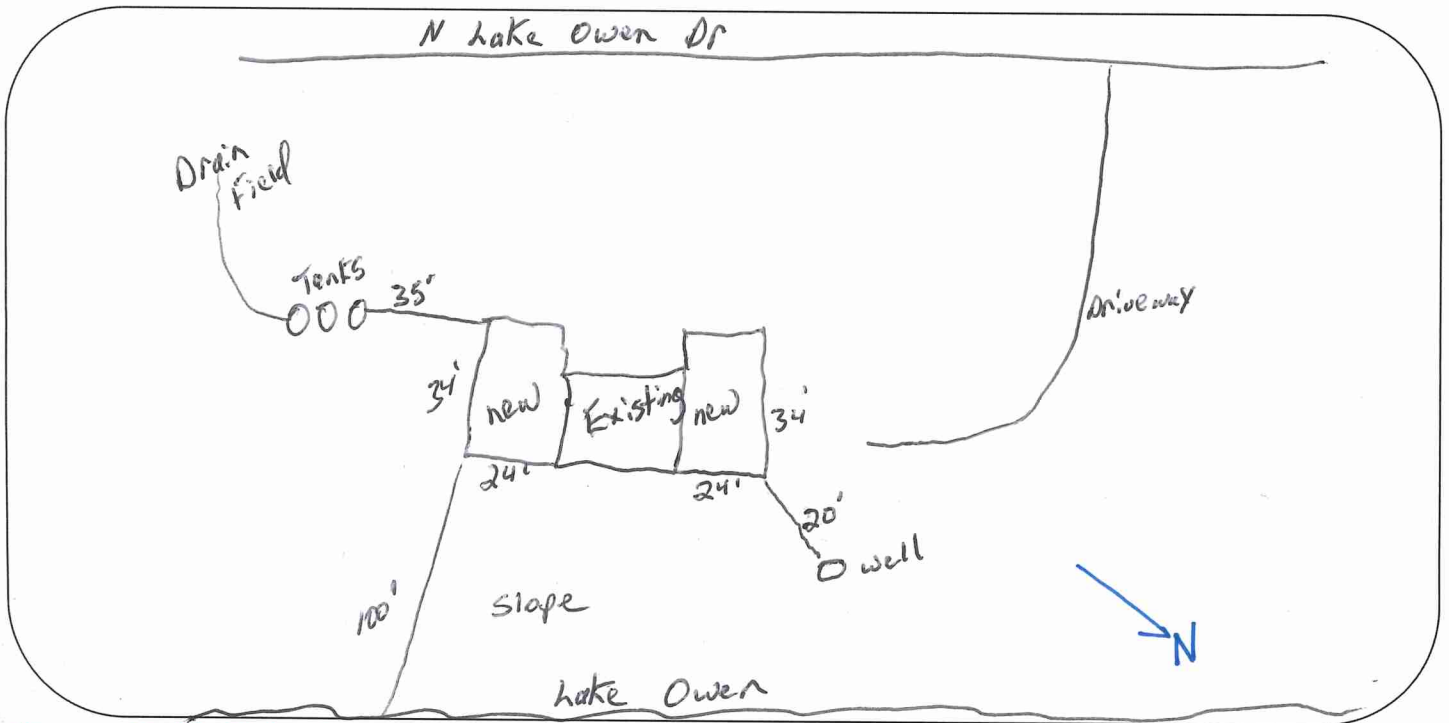 N Lake Owen Dr
Drain
Field
Tanks
35'
Driveway
34'
new
Existing
new
34'
24'
24'
20'
well
100'
slope
N
Lake Owen